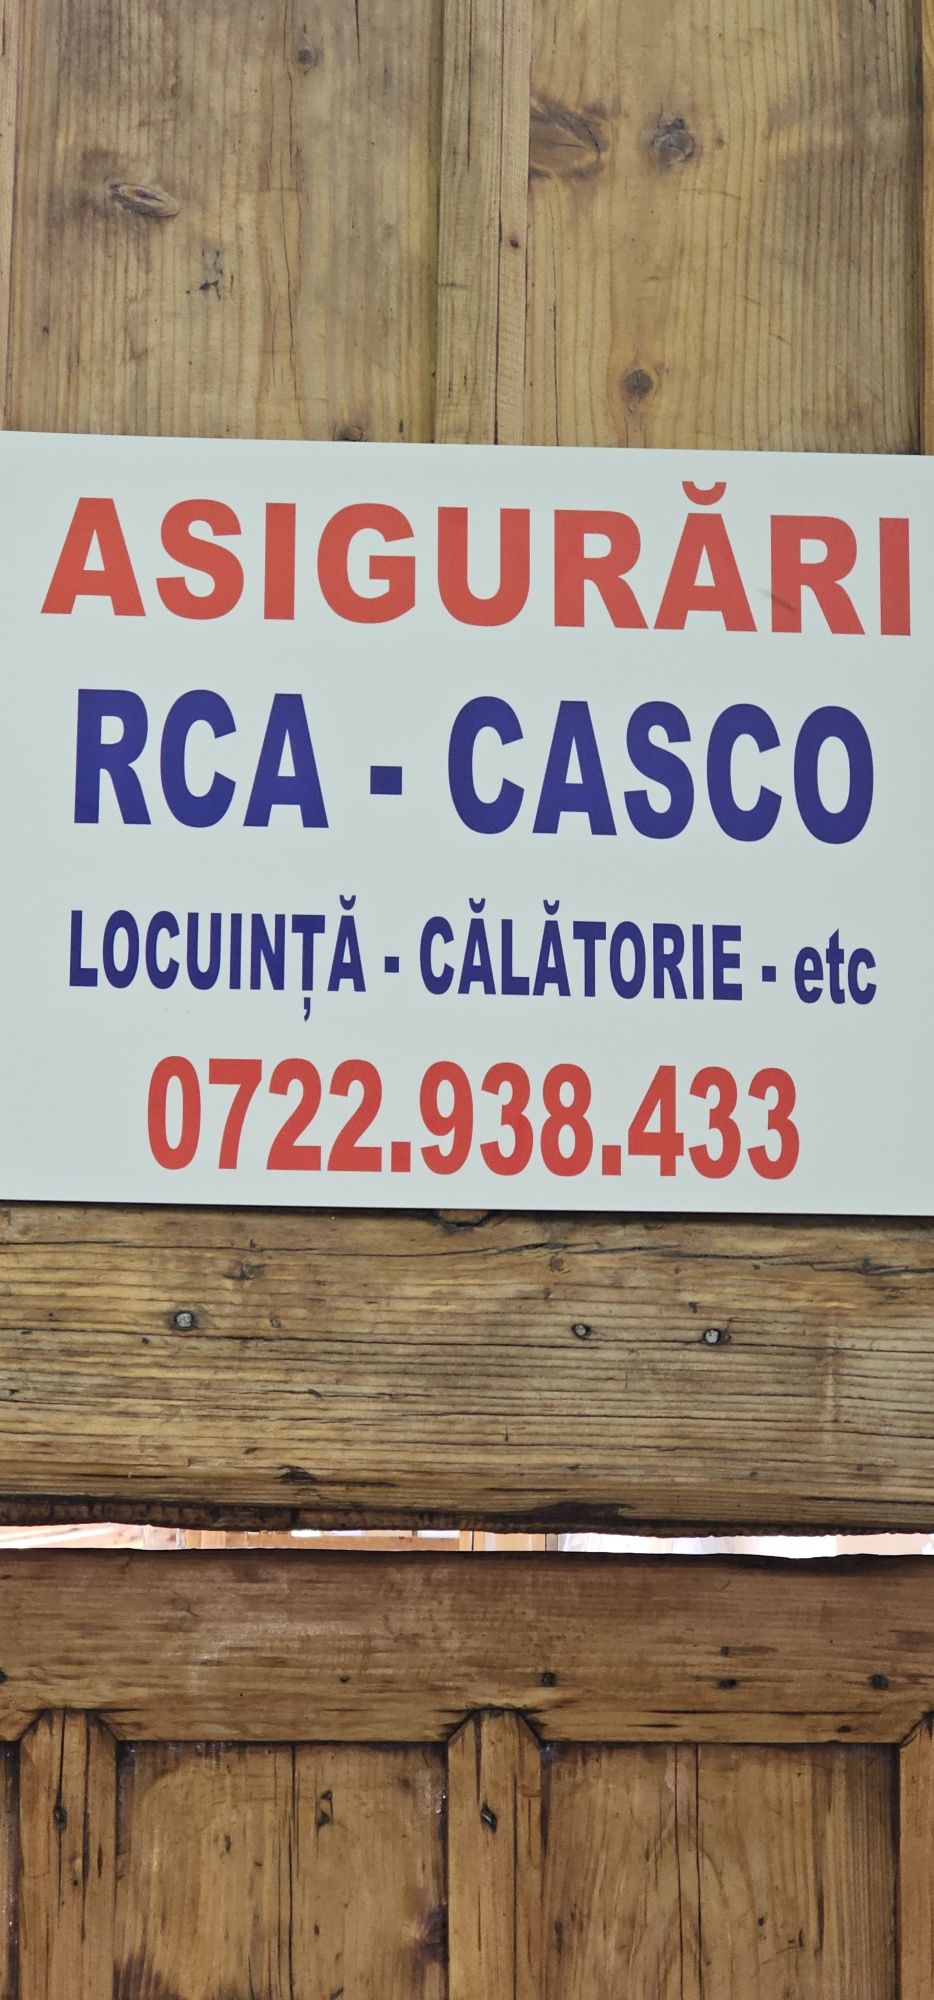 ASIGURĂRI
RCA - CASCO
LOCUINȚĂ - CĂLĂTORIE - etc
0722.938.433